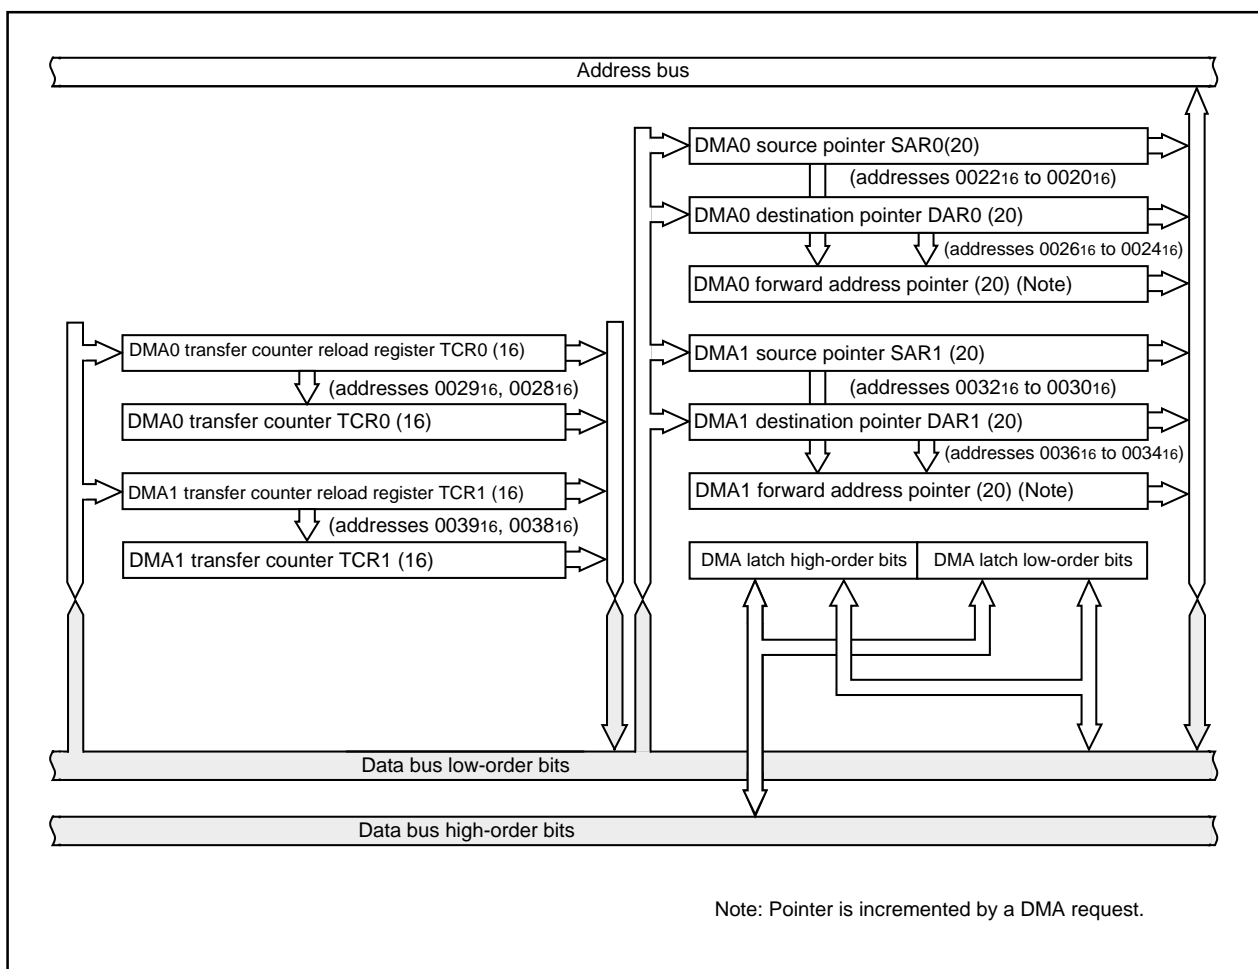 Address bus
DMA0 source pointer SAR0(20)
(addresses 002216 to 002016)
DMA0 destination pointer DAR0 (20)
(addresses 002616 to 002416)
DMA0 forward address pointer (20) (Note)
DMA0 transfer counter reload register TCR0 (16)
(addresses 002916, 002816)
DMA0 transfer counter TCR0 (16)
DMA1 transfer counter reload register TCR1 (16)
(addresses 003916, 003816)
DMA1 transfer counter TCR1 (16)
DMA1 source pointer SAR1 (20)
(addresses 003216 to 003016)
DMA1 destination pointer DAR1 (20)
(addresses 003616 to 003416)
DMA1 forward address pointer (20) (Note)
DMA latch high-order bits
DMA latch low-order bits
Data bus low-order bits
Data bus high-order bits
Note: Pointer is incremented by a DMA request.